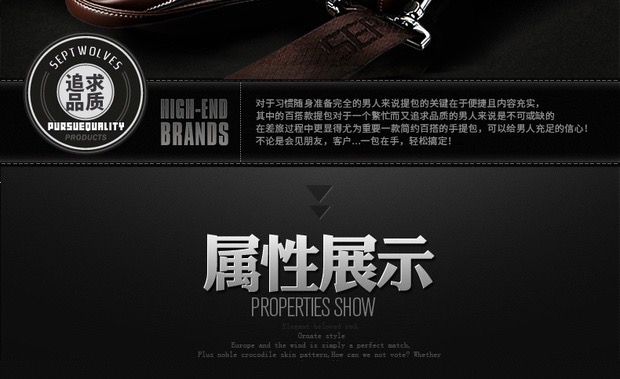 SEP
SEPTWOLVES
追求
品质
PURSUEQUALITY
PRODUCTS
HIGH-END
BRANDS
对于习惯随身准备完全的男人来说提包的关键在于便捷且内容充实,
其中的百搭款提包对于一个繁忙而又追求品质的男人来说是不可或缺的
在差旅过程中更显得尤为重要一款简约百搭的手提包，可以给男人充足的信心!
不论是会见朋友，客户...一包在手，轻松搞定!
属性展示
PROPERTIES SHOW
Elegant beloved red.
Ornate style
Europe and the wind is simply a perfect match.
Plus noble crocodile skin pattern.How can we not vote? Whether